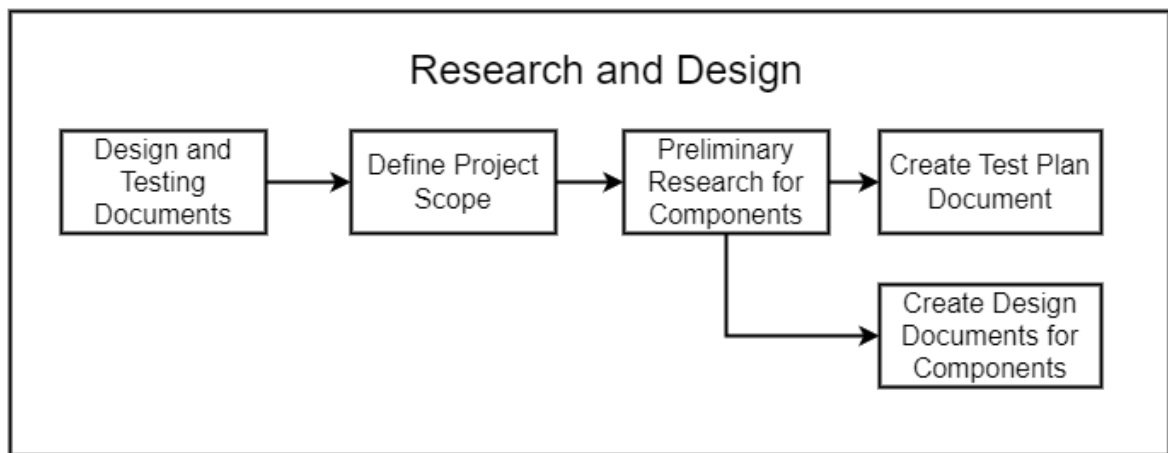 Research and Design
Design and
Testing
Documents
Define Project
Scope
Preliminary
Research for
Components
Create Test Plan
Document
Create Design
Documents for
Components